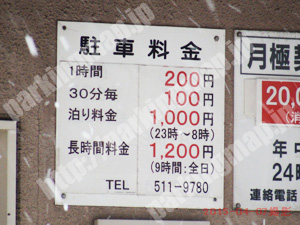 駐車料金
1時間 200円
30分毎 100円
泊り料金 1,000円
(23時~8時)
長時間料金 1,200円
(9時間:全日)
TEL 511-9780
月極
20,0
年中
24時
連絡電話